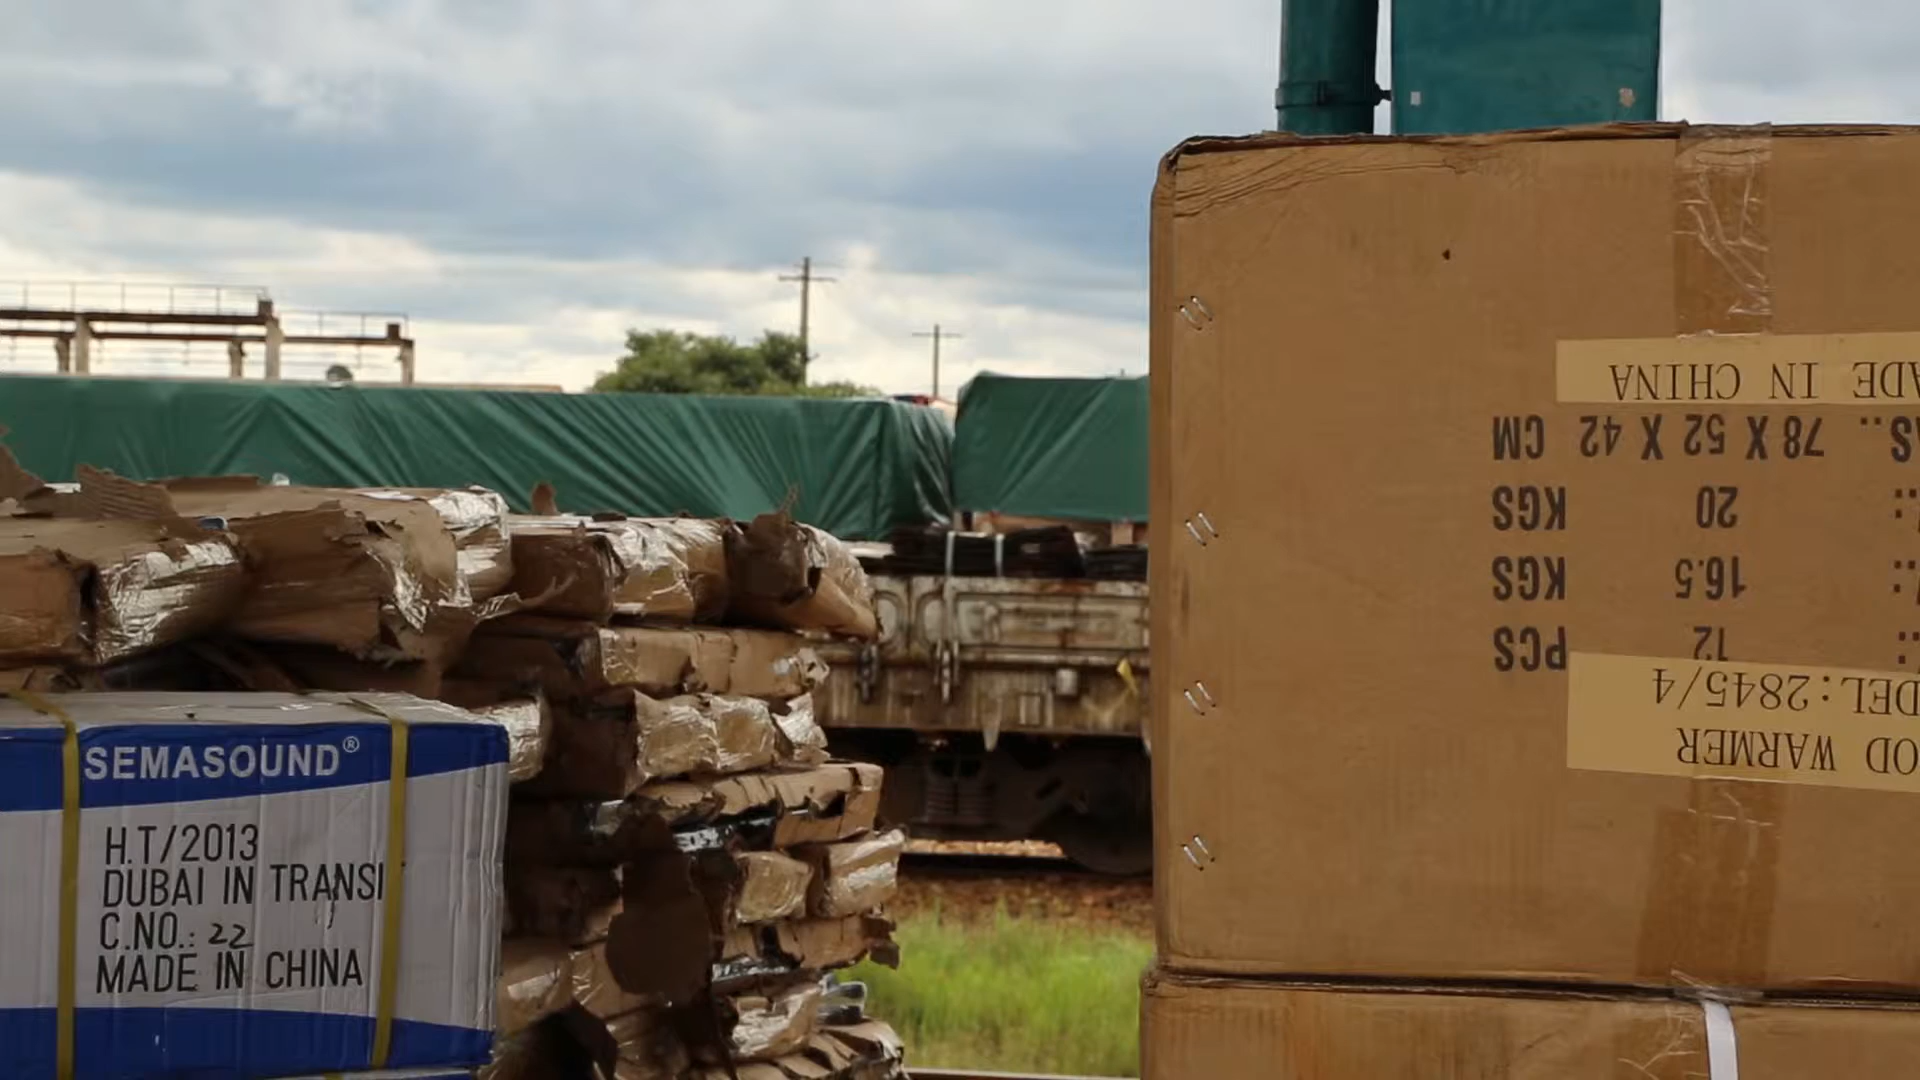 SEMASOUND®
H.T/2013
DUBAI IN TRANSI
C.NO.: 22
MADE IN CHINA
OD WARMER
DEL:2845/4
12 PCS
16.5 KGS
20 KGS
AS.. 78 X 52 X 42 CM
ADE IN CHINA